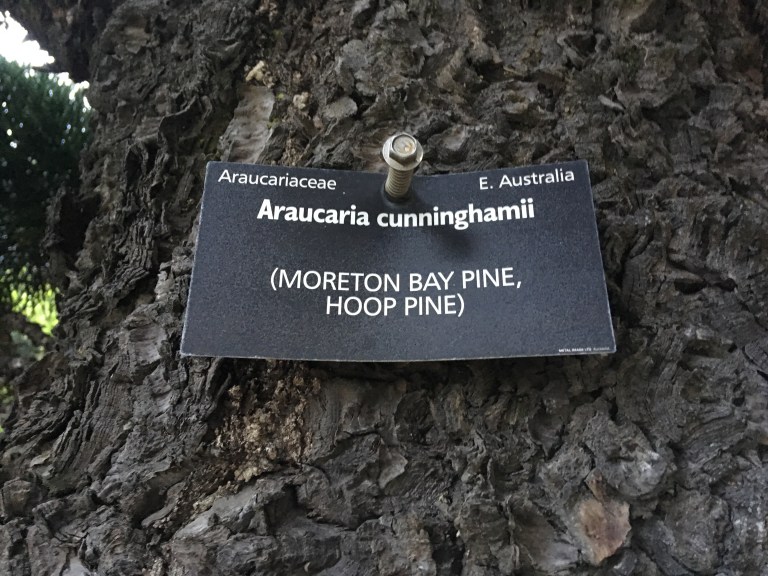 Araucariaceae E. Australia
Araucaria cunninghamii
(MORETON BAY PINE,
HOOP PINE)